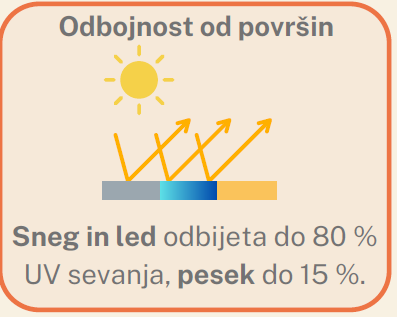 Odbojnost od površin
Sneg in led odbijeta do 80 %
UV sevanja, pesek do 15 %.